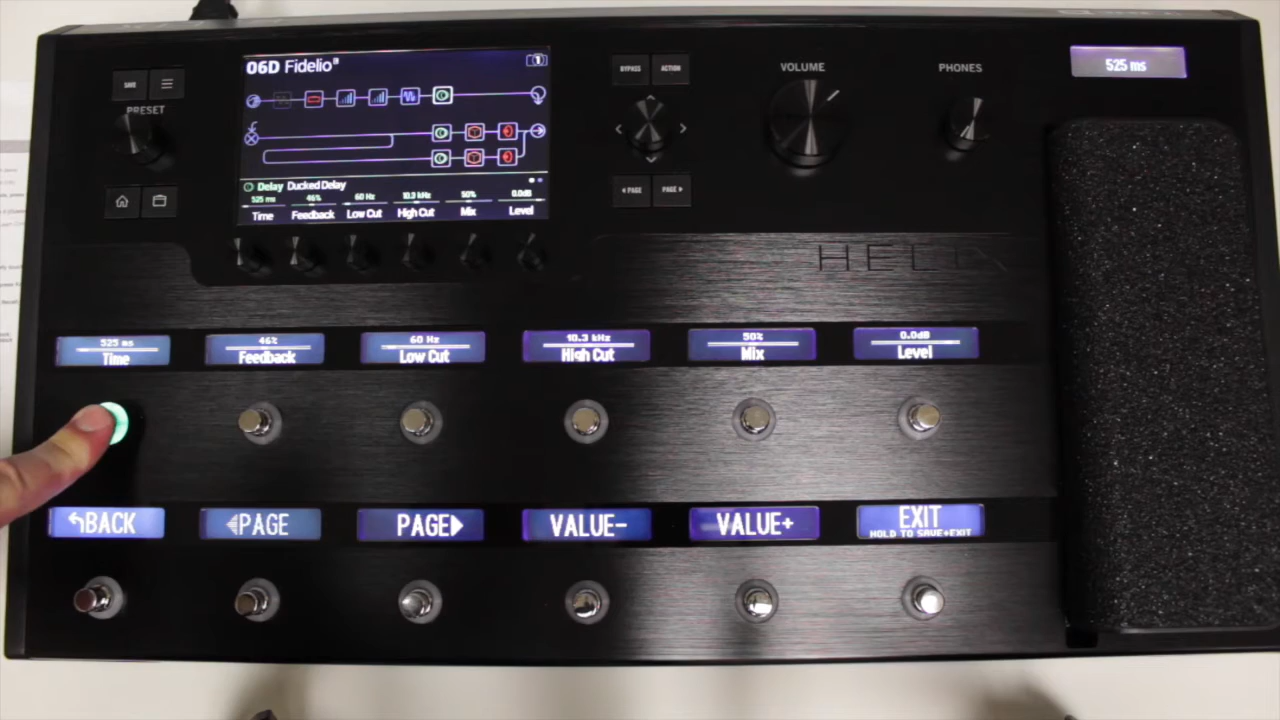 SAVE
PRESET
06D Fidelio
1
Delay Ducked Delay
525 ms 46% 60 Hz 10.3 kHz 50% 0.0dB
Time Feedback Low Cut High Cut Mix Level
BYPASS ACTION
◀ PAGE PAGE ▶
VOLUME
PHONES
525 ms
HELIX
525 ms
Time
46%
Feedback
60 Hz
Low Cut
10.3 kHz
High Cut
50%
Mix
0.0dB
Level
BACK
◀PAGE
PAGE▶
VALUE-
VALUE+
EXIT
HOLD TO SAVE+EXIT